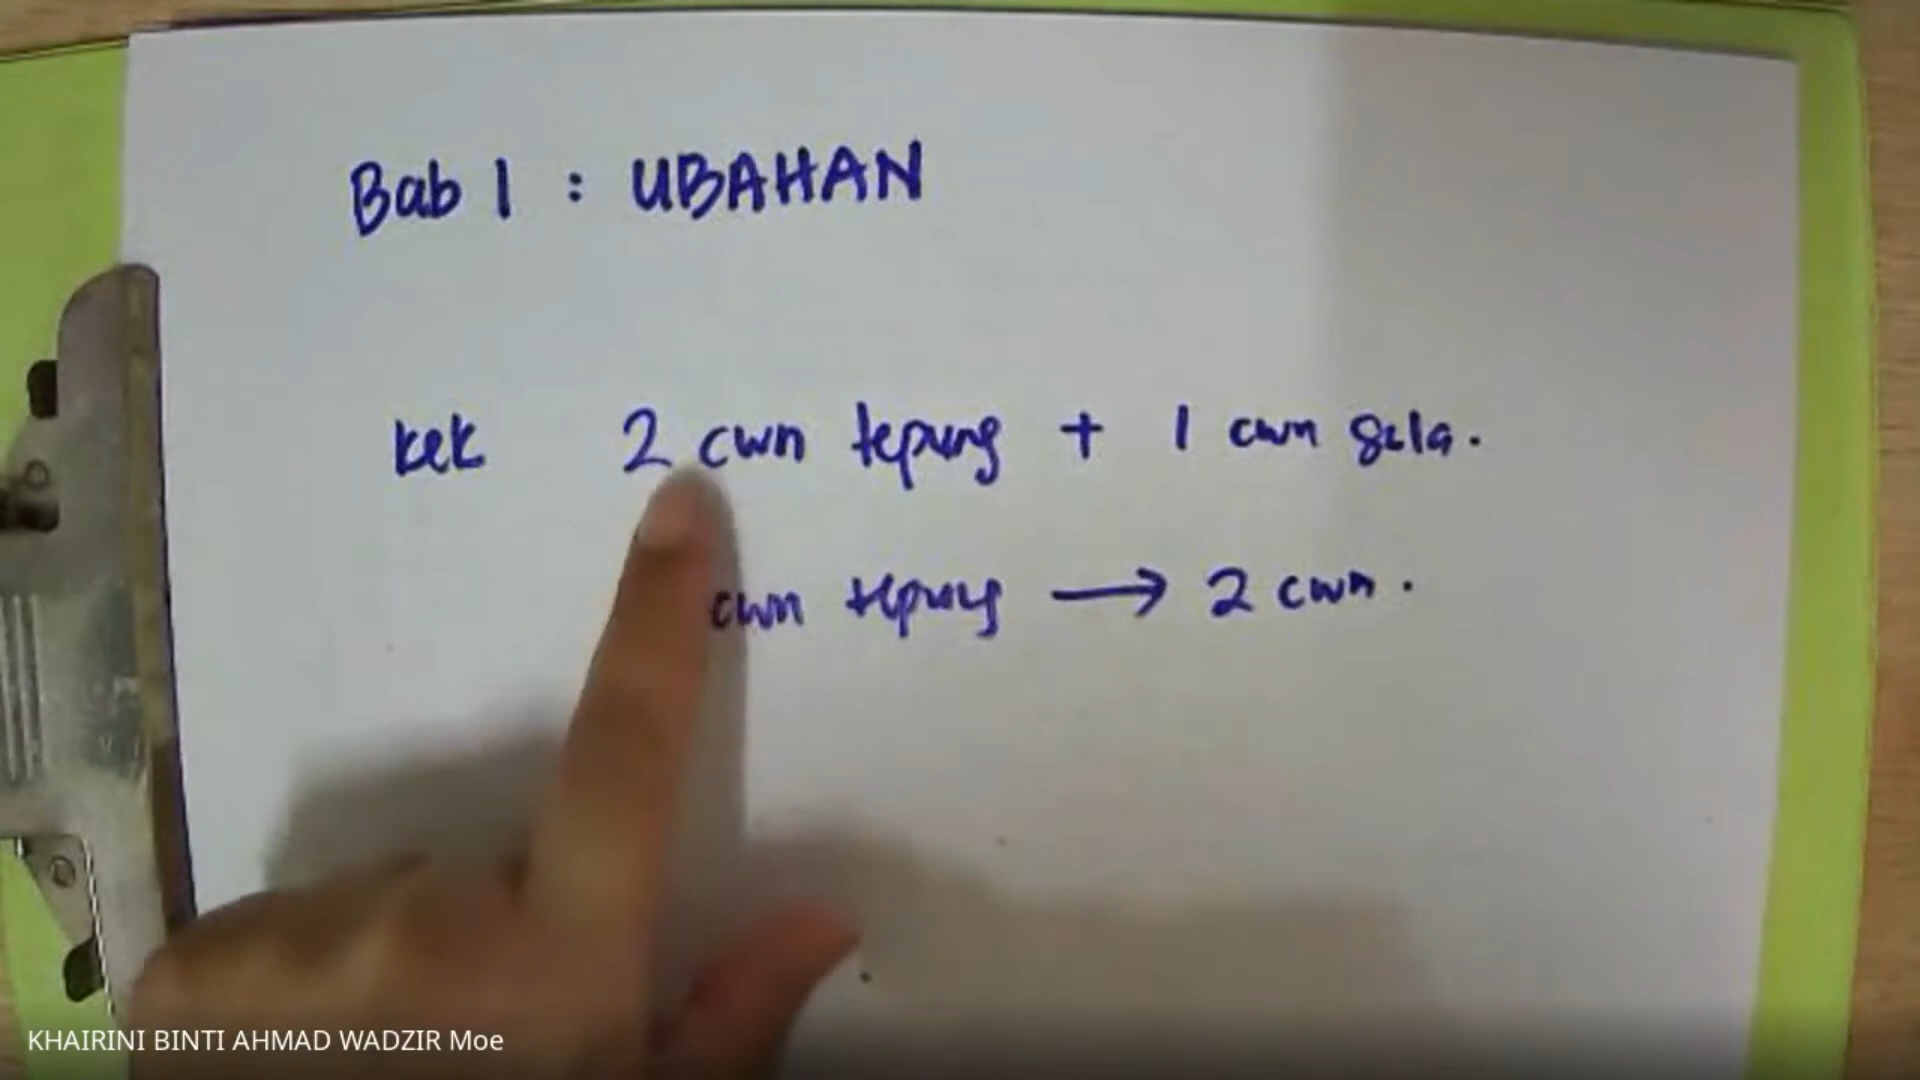 Bab 1 : UBAHAN
kek 2 cwn tepung + 1 cwn gula.
cwn tepung → 2 cwn.
KHAIRINI BINTI AHMAD WADZIR Moe